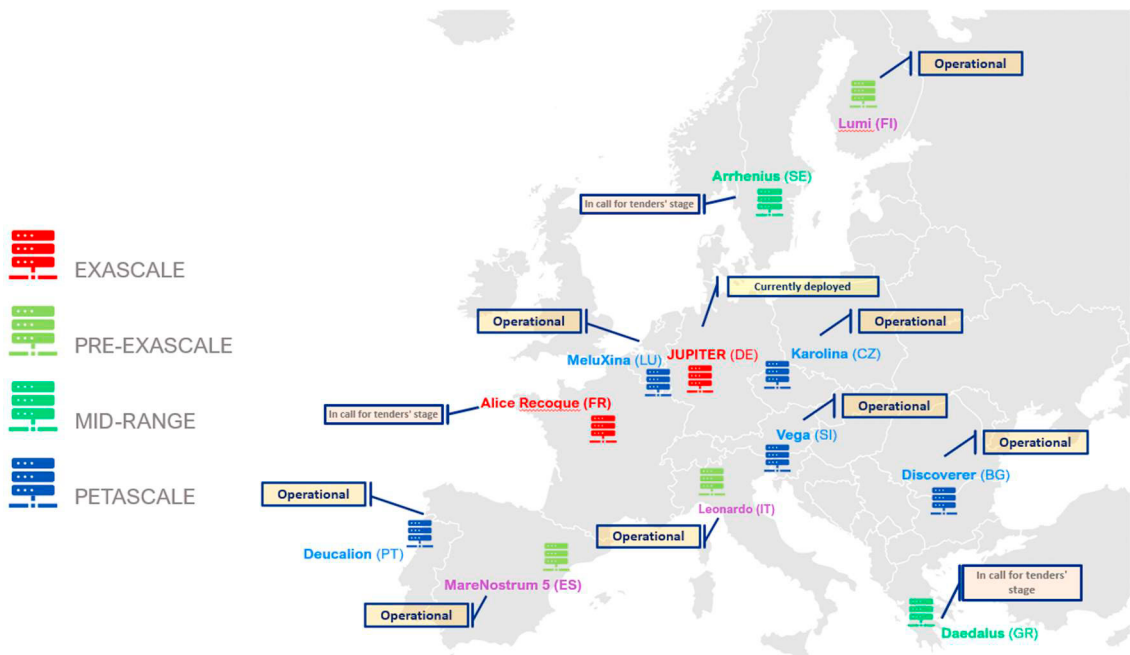 Operational
Lumi (FI)
Arrhenius (SE)
In call for tenders' stage
EXASCALE
PRE-EXASCALE
MID-RANGE
PETASCALE
Currently deployed
Operational
Operational
MeluXina (LU)
JUPITER (DE)
Karolina (CZ)
Alice Recoque (FR)
In call for tenders' stage
Operational
Vega (SI)
Operational
Discoverer (BG)
Operational
Leonardo (IT)
Operational
Deucalion (PT)
MareNostrum 5 (ES)
Operational
In call for tenders'
stage
Daedalus (GR)